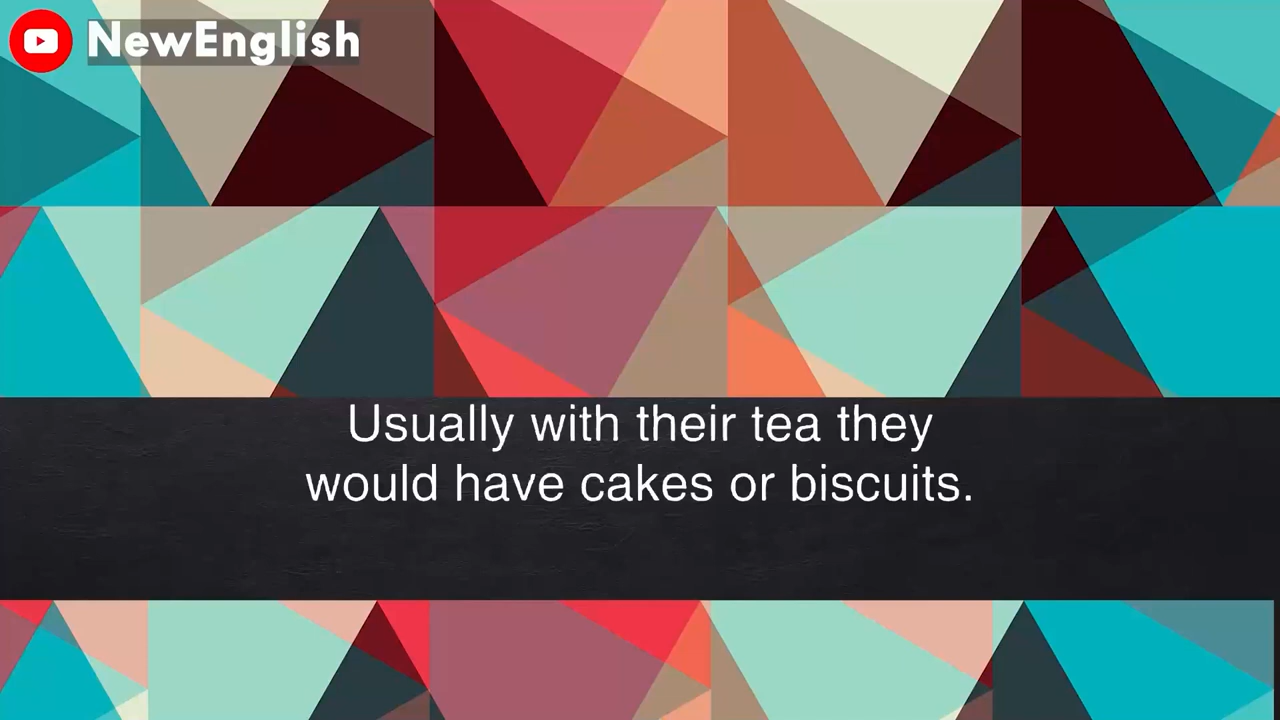 NewEnglish
Usually with their tea they
would have cakes or biscuits.